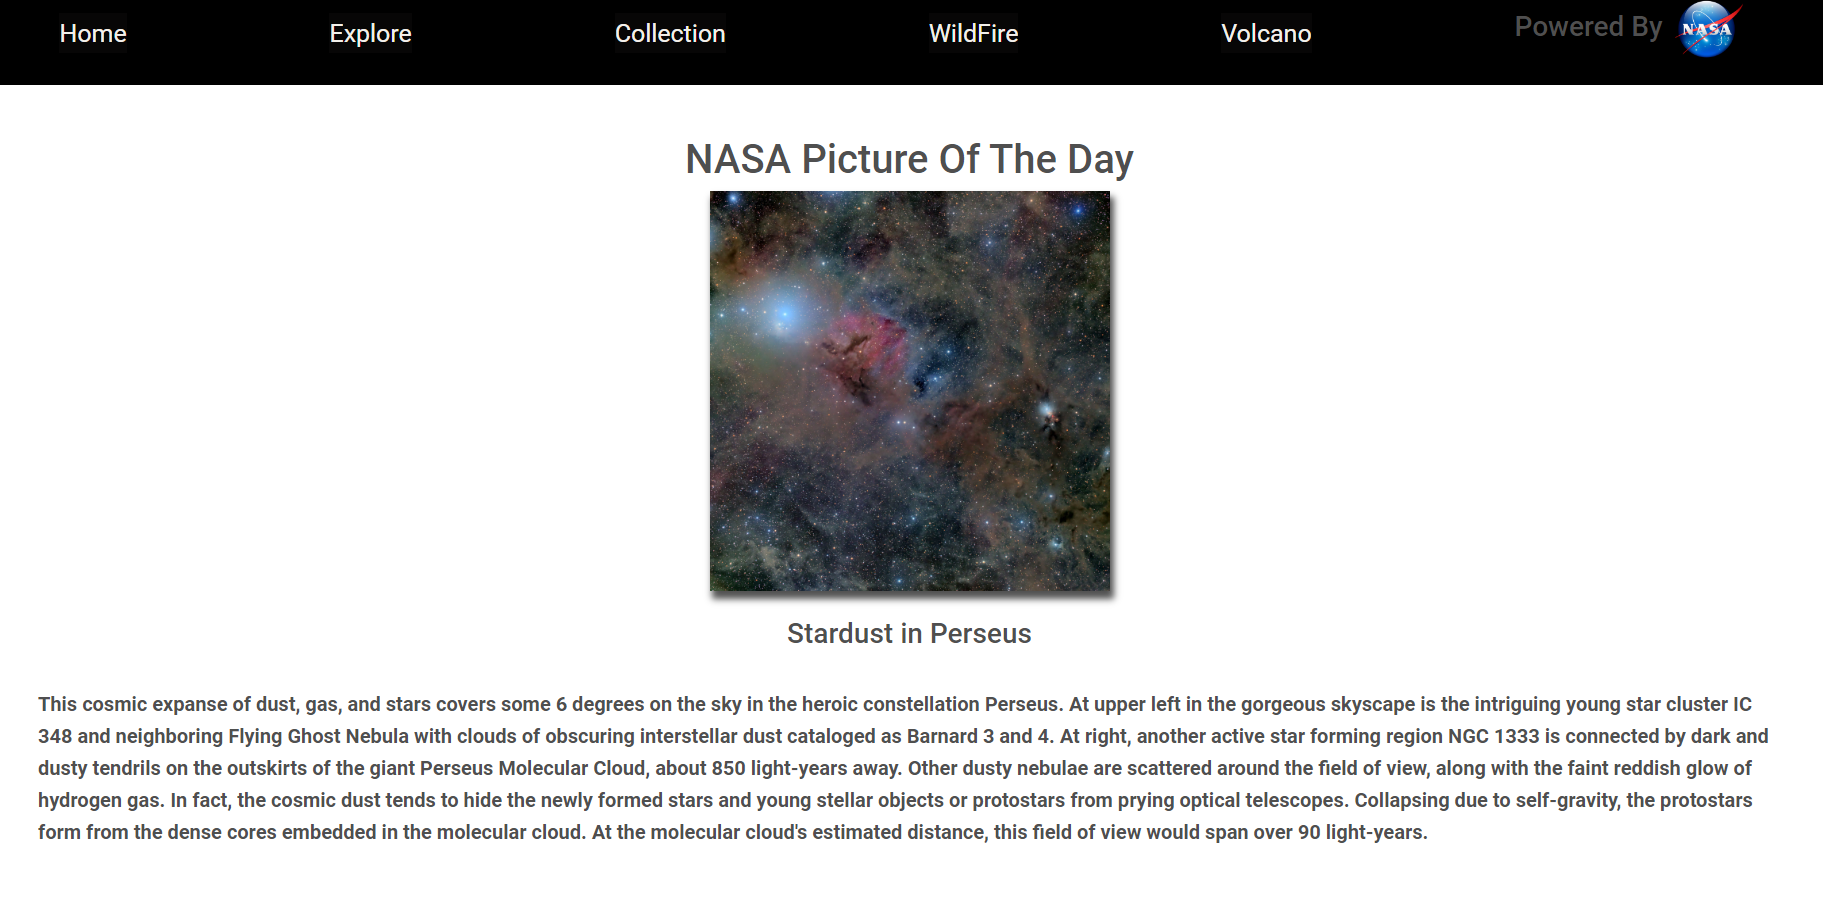 Home Explore Collection WildFire Volcano Powered By NASA
NASA Picture Of The Day
Stardust in Perseus
This cosmic expanse of dust, gas, and stars covers some 6 degrees on the sky in the heroic constellation Perseus. At upper left in the gorgeous skyscape is the intriguing young star cluster IC
348 and neighboring Flying Ghost Nebula with clouds of obscuring interstellar dust cataloged as Barnard 3 and 4. At right, another active star forming region NGC 1333 is connected by dark and
dusty tendrils on the outskirts of the giant Perseus Molecular Cloud, about 850 light-years away. Other dusty nebulae are scattered around the field of view, along with the faint reddish glow of
hydrogen gas. In fact, the cosmic dust tends to hide the newly formed stars and young stellar objects or protostars from prying optical telescopes. Collapsing due to self-gravity, the protostars
form from the dense cores embedded in the molecular cloud. At the molecular cloud's estimated distance, this field of view would span over 90 light-years.